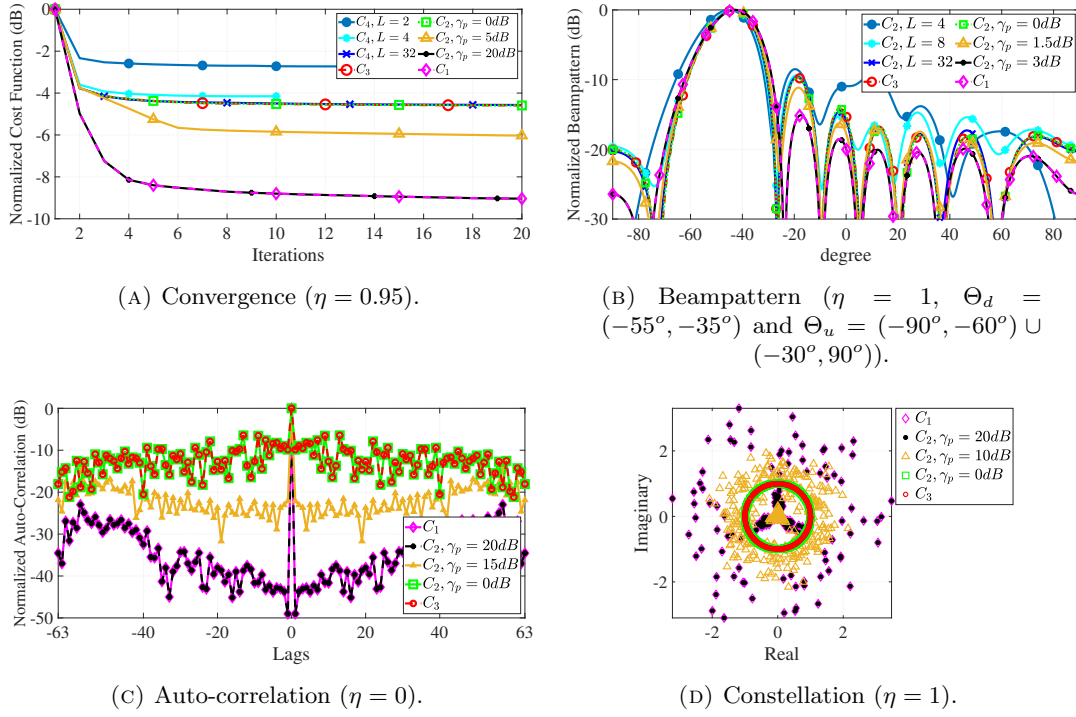 Normalized Cost Function (dB)
0
-2
-4
-6
-8
-10
2 4 6 8 10 12 14 16 18 20
Iterations
C₄, L = 2
C₄, L = 4
C₄, L = 32
C₃
C₂, γₚ = 0dB
C₂, γₚ = 5dB
C₂, γₚ = 20dB
C₁
(A) Convergence (η = 0.95).
Normalized Beampattern (dB)
0
-10
-20
-30
-80 -60 -40 -20 0 20 40 60 80
degree
C₂, L = 4
C₂, L = 8
C₂, L = 32
C₃
C₂, γₚ = 0dB
C₂, γₚ = 1.5dB
C₂, γₚ = 3dB
C₁
(B) Beampattern (η = 1, Θ_d =
(−55ᵒ, −35ᵒ) and Θᵤ = (−90ᵒ, −60ᵒ) ∪
(−30ᵒ, 90ᵒ)).
Normalized Auto-Correlation (dB)
0
-10
-20
-30
-40
-50
-63 -40 -20 0 20 40 63
Lags
C₁
C₂, γₚ = 20dB
C₂, γₚ = 15dB
C₂, γₚ = 0dB
C₃
(C) Auto-correlation (η = 0).
Imaginary
2
0
-2
-2 0 2
Real
C₁
C₂, γₚ = 20dB
C₂, γₚ = 10dB
C₂, γₚ = 0dB
C₃
(D) Constellation (η = 1).